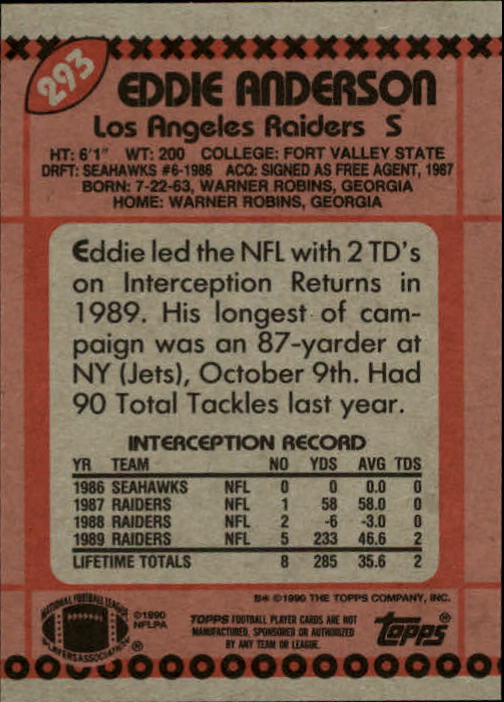 293
EDDIE ANDERSON
Los Angeles Raiders S
HT: 6'1" WT: 200 COLLEGE: FORT VALLEY STATE
DRFT: SEAHAWKS #6-1986 ACQ: SIGNED AS FREE AGENT, 1987
BORN: 7-22-63, WARNER ROBINS, GEORGIA
HOME: WARNER ROBINS, GEORGIA
Eddie led the NFL with 2 TD's
on Interception Returns in
1989. His longest of cam-
paign was an 87-yarder at
NY (Jets), October 9th. Had
90 Total Tackles last year.
INTERCEPTION RECORD
YR TEAM NO YDS AVG TDS
1986 SEAHAWKS NFL 0 0 0.0 0
1987 RAIDERS NFL 1 58 58.0 0
1988 RAIDERS NFL 2 -6 -3.0 0
1989 RAIDERS NFL 5 233 46.6 2
LIFETIME TOTALS 8 285 35.6 2
B* © 1990 THE TOPPS COMPANY, INC.
NATIONAL FOOTBALL LEAGUE
PLAYERS ASSOCIATION ®
©1990
NFLPA
TOPPS FOOTBALL PLAYER CARDS ARE NOT
MANUFACTURED, SPONSORED OR AUTHORIZED
BY ANY TEAM OR LEAGUE.
Topps®